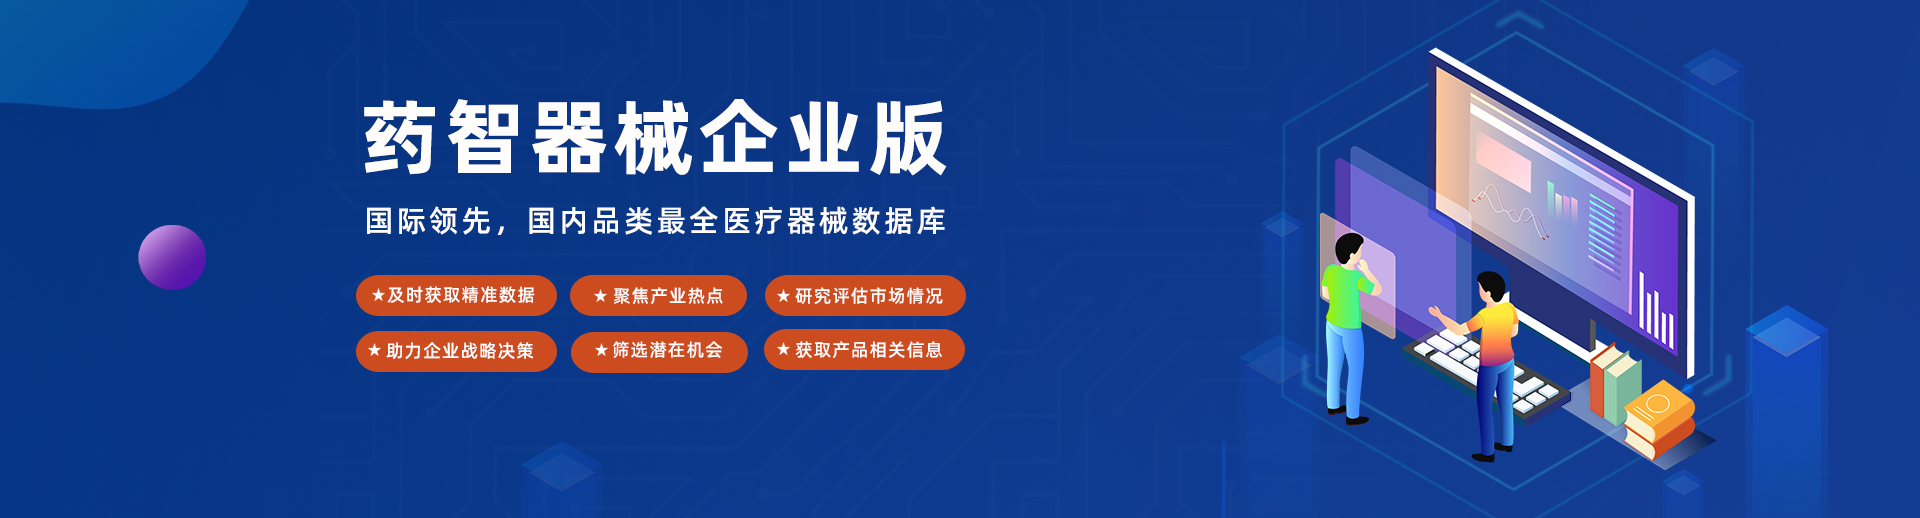 药智器械企业版
国际领先，国内品类最全医疗器械数据库
★及时获取精准数据
★ 聚焦产业热点
★ 研究评估市场情况
★ 助力企业战略决策
★ 筛选潜在机会
★ 获取产品相关信息